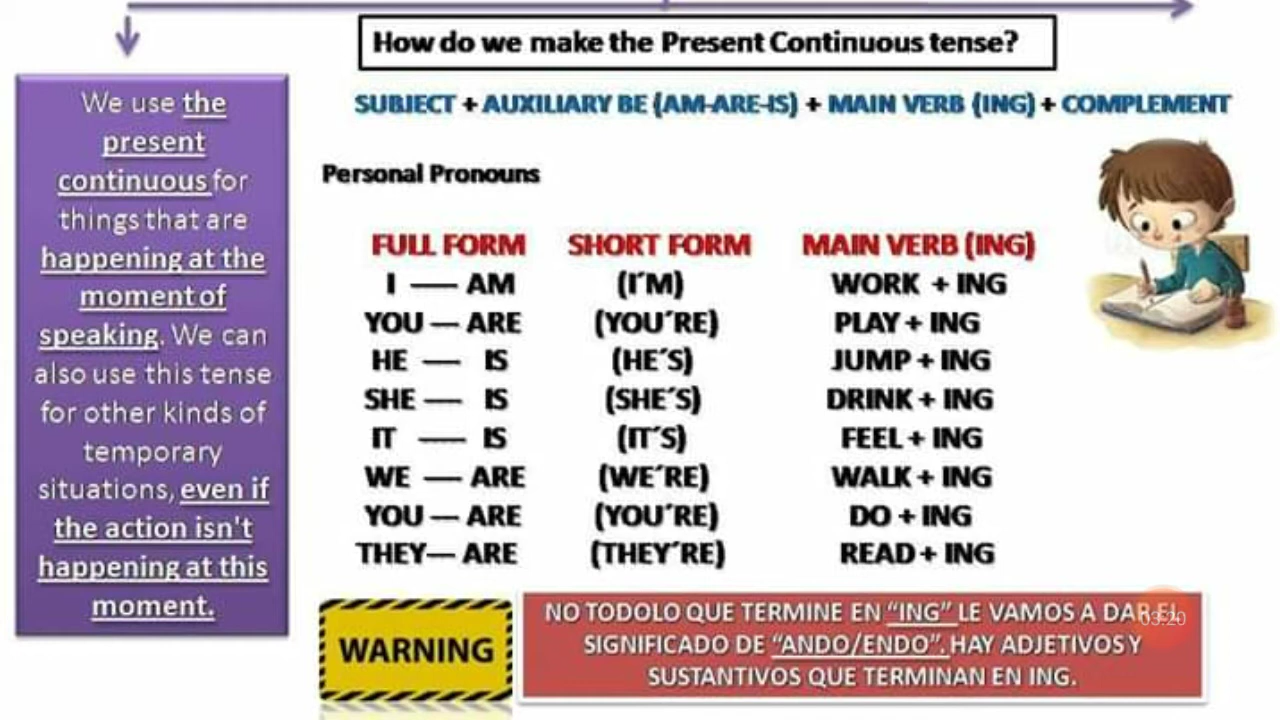 How do we make the Present Continuous tense?
SUBJECT + AUXILIARY BE (AM-ARE-IS) + MAIN VERB (ING) + COMPLEMENT
We use the
present
continuous for
things that are
happening at the
moment of
speaking. We can
also use this tense
for other kinds of
temporary
situations, even if
the action isn't
happening at this
moment.
Personal Pronouns
FULL FORM SHORT FORM MAIN VERB (ING)
I — AM (I´M) WORK + ING
YOU — ARE (YOU´RE) PLAY + ING
HE — IS (HE´S) JUMP + ING
SHE — IS (SHE´S) DRINK + ING
IT — IS (IT´S) FEEL + ING
WE — ARE (WE´RE) WALK + ING
YOU — ARE (YOU´RE) DO + ING
THEY— ARE (THEY´RE) READ + ING
WARNING
NO TODOLO QUE TERMINE EN “ING” LE VAMOS A DAR EL
SIGNIFICADO DE “ANDO/ENDO”. HAY ADJETIVOS Y
SUSTANTIVOS QUE TERMINAN EN ING.
03:20